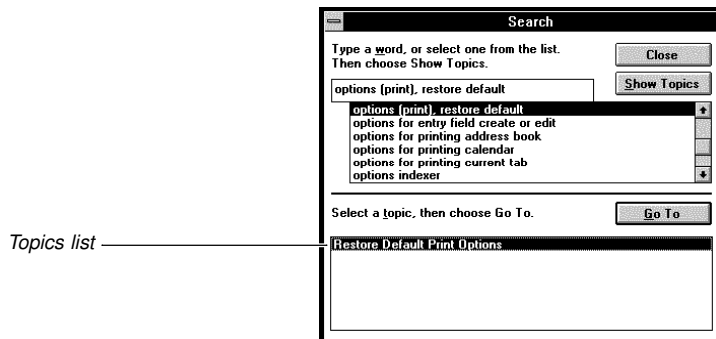 Search
Type a word, or select one from the list.
Then choose Show Topics.
Close
Show Topics
options (print), restore default
options (print), restore default
options for entry field create or edit
options for printing address book
options for printing calendar
options for printing current tab
options indexer
Select a topic, then choose Go To.
Go To
Topics list
Restore Default Print Options